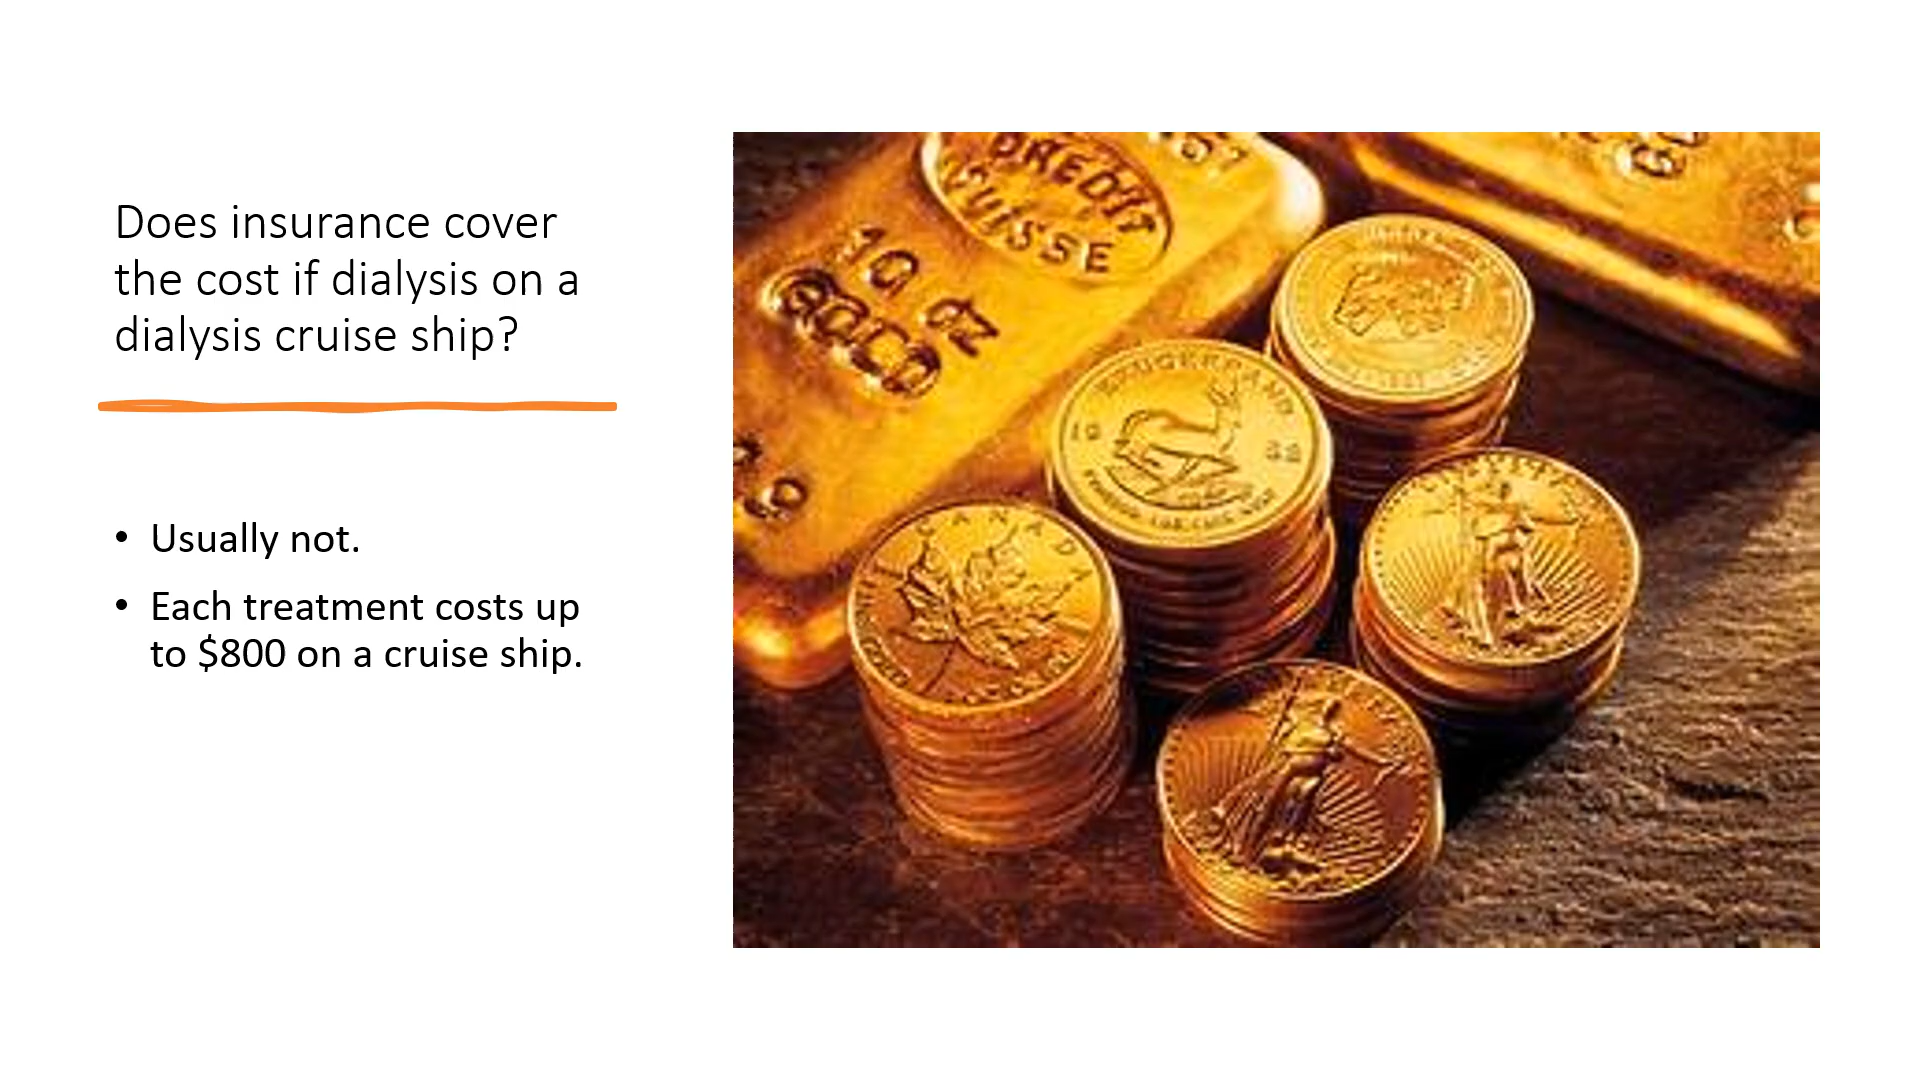 Does insurance cover
the cost if dialysis on a
dialysis cruise ship?
• Usually not.
• Each treatment costs up
to $800 on a cruise ship.
CREDIT
SUISSE
10 oz
GOLD
KRUGERRAND
CANADA